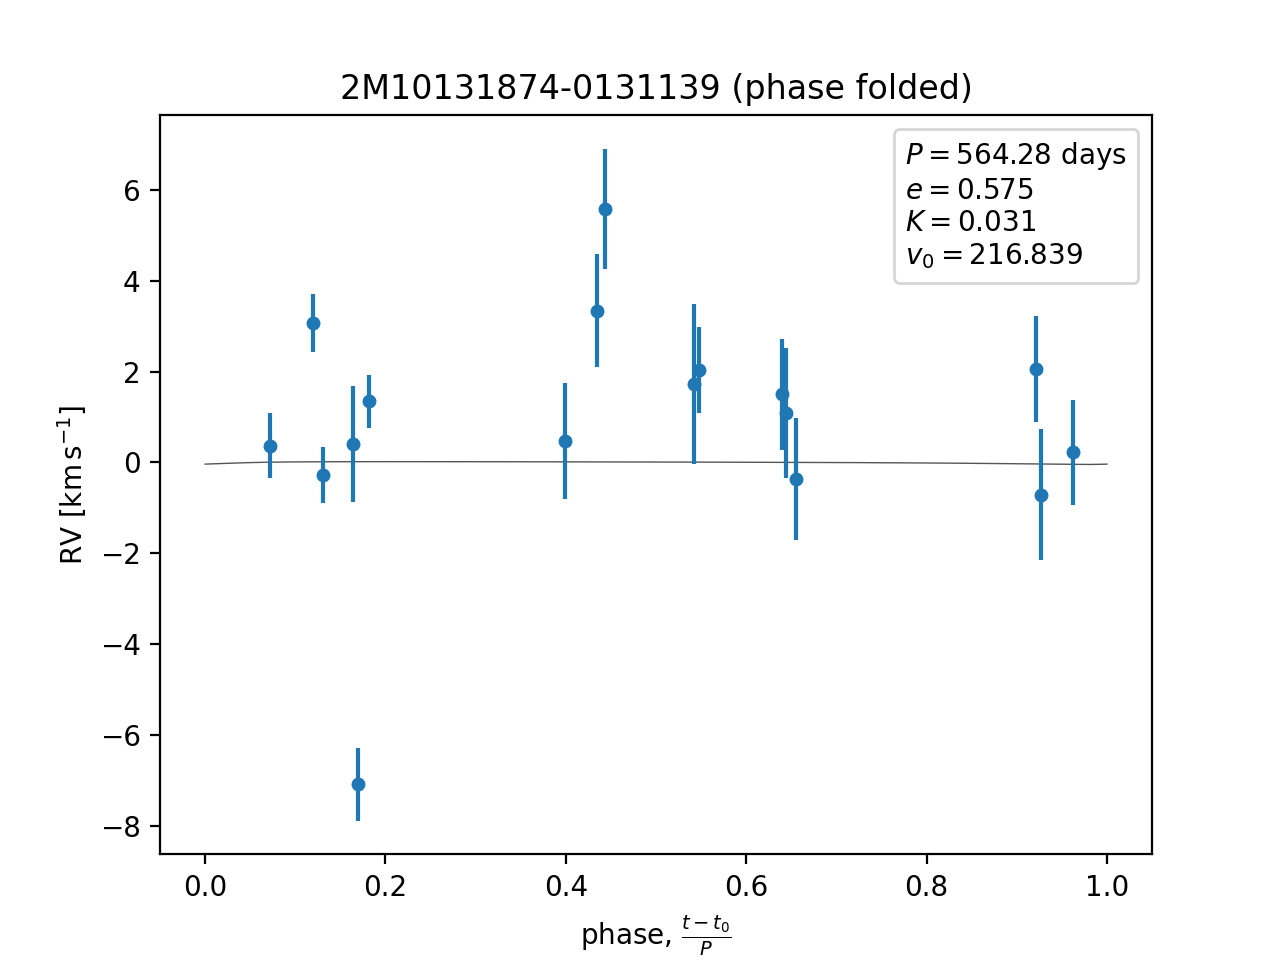 2M10131874-0131139 (phase folded)
P = 564.28 days
e = 0.575
K = 0.031
v₀ = 216.839
6
4
2
0
−2
−4
−6
−8
RV [km s⁻¹]
0.0 0.2 0.4 0.6 0.8 1.0
phase, (t − t₀)/P